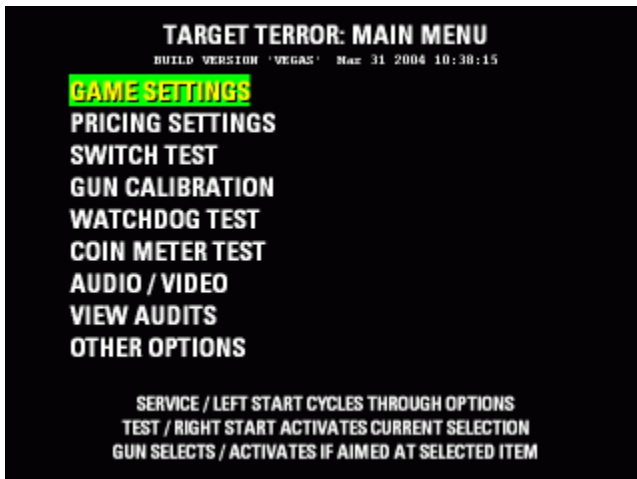 TARGET TERROR: MAIN MENU
BUILD VERSION 'VEGAS' Mar 31 2004 10:38:15
GAME SETTINGS
PRICING SETTINGS
SWITCH TEST
GUN CALIBRATION
WATCHDOG TEST
COIN METER TEST
AUDIO / VIDEO
VIEW AUDITS
OTHER OPTIONS
SERVICE / LEFT START CYCLES THROUGH OPTIONS
TEST / RIGHT START ACTIVATES CURRENT SELECTION
GUN SELECTS / ACTIVATES IF AIMED AT SELECTED ITEM